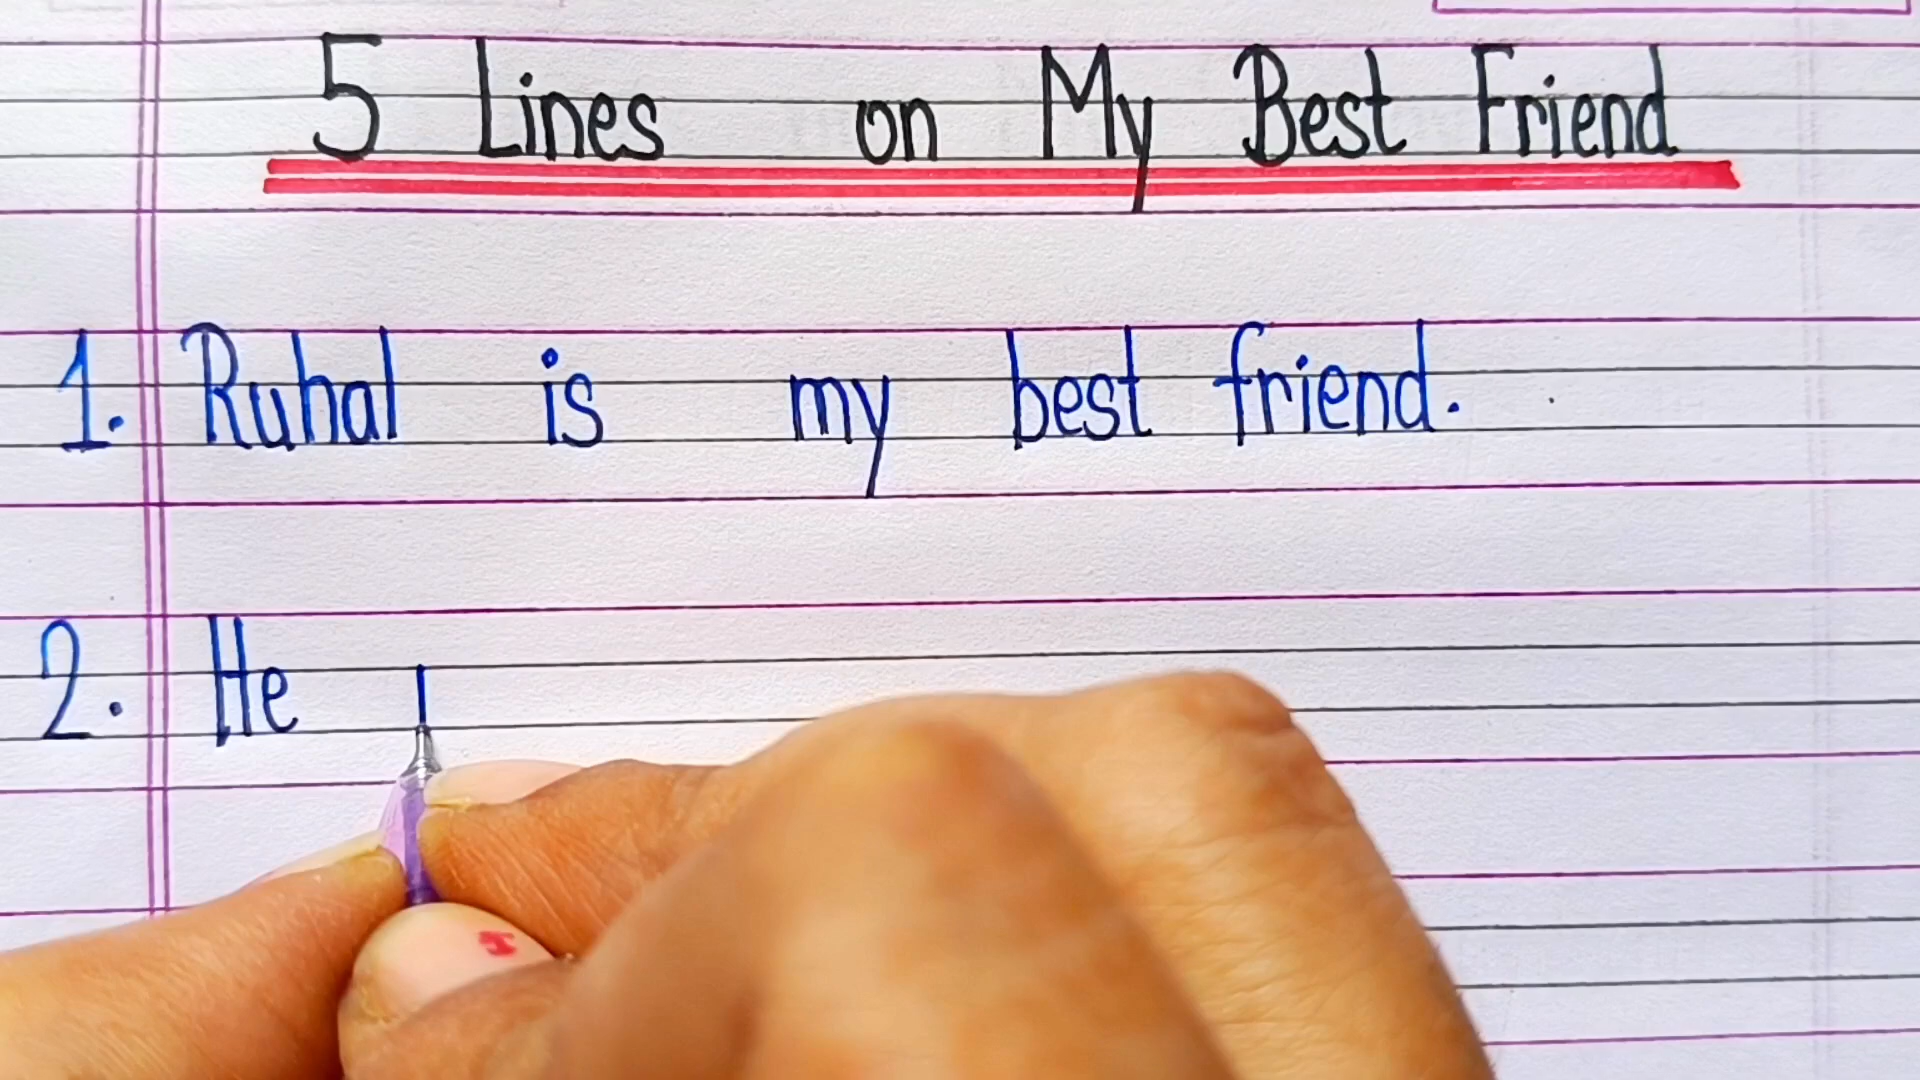 5 Lines on My Best Friend
1. Ruhal is my best friend.
2. He